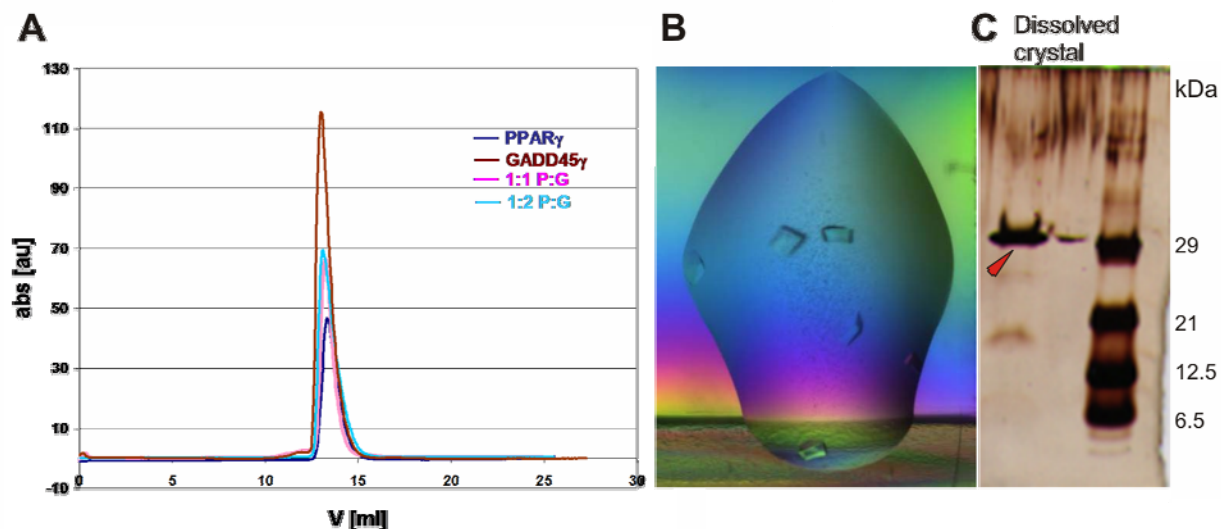 A
130
110
90
70
50
30
10
-10
abs [au]
0
5
10
15
20
25
30
V [ml]
PPARγ
GADD45γ
1:1 P:G
1:2 P:G
B
C
Dissolved
crystal
kDa
29
21
12.5
6.5